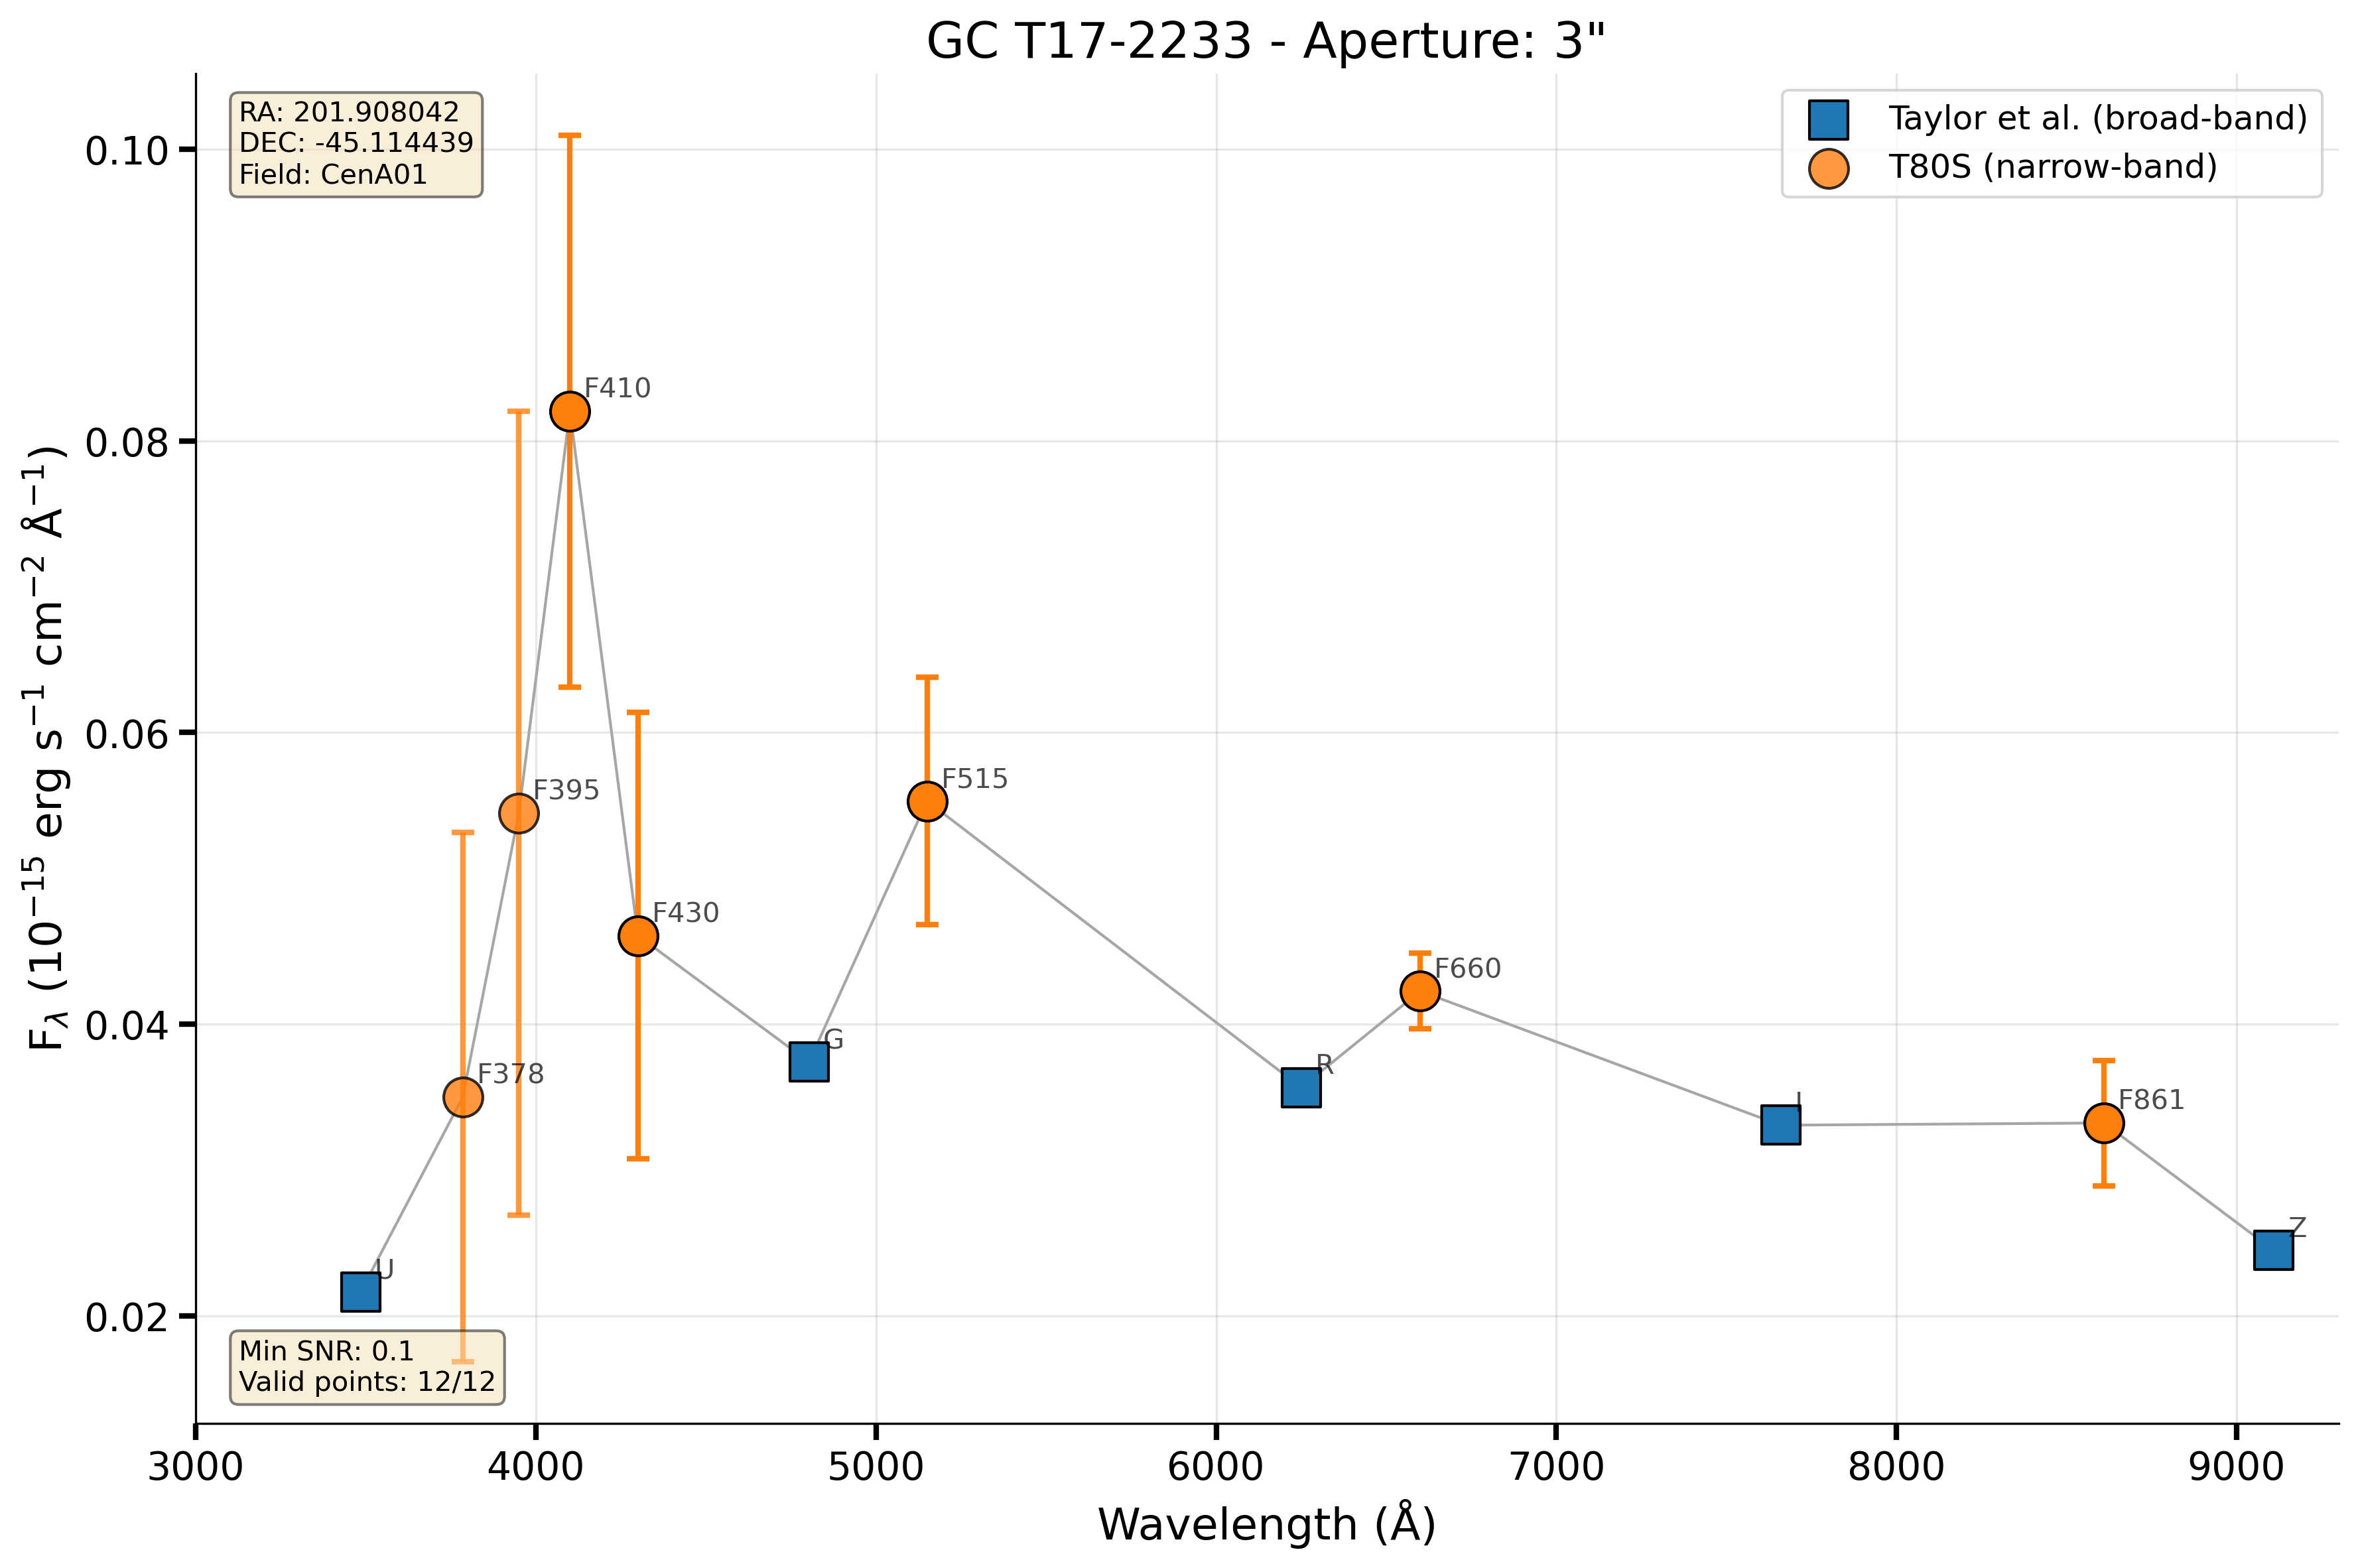 GC T17-2233 - Aperture: 3"
RA: 201.908042
DEC: -45.114439
Field: CenA01
Taylor et al. (broad-band)
T80S (narrow-band)
0.10
0.08
0.06
0.04
0.02
F_λ (10⁻¹⁵ erg s⁻¹ cm⁻² Å⁻¹)
F410
F395
F515
F430
F660
F378
G
R
I
F861
U
Z
Min SNR: 0.1
Valid points: 12/12
3000 4000 5000 6000 7000 8000 9000
Wavelength (Å)